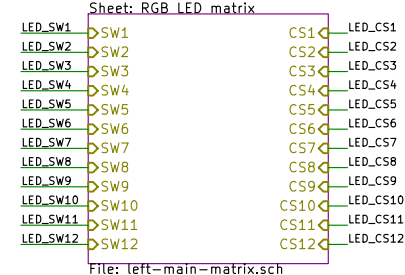 Sheet: RGB LED matrix
LED_SW1 SW1 CS1 LED_CS1
LED_SW2 SW2 CS2 LED_CS2
LED_SW3 SW3 CS3 LED_CS3
LED_SW4 SW4 CS4 LED_CS4
LED_SW5 SW5 CS5 LED_CS5
LED_SW6 SW6 CS6 LED_CS6
LED_SW7 SW7 CS7 LED_CS7
LED_SW8 SW8 CS8 LED_CS8
LED_SW9 SW9 CS9 LED_CS9
LED_SW10 SW10 CS10 LED_CS10
LED_SW11 SW11 CS11 LED_CS11
LED_SW12 SW12 CS12 LED_CS12
File: left-main-matrix.sch